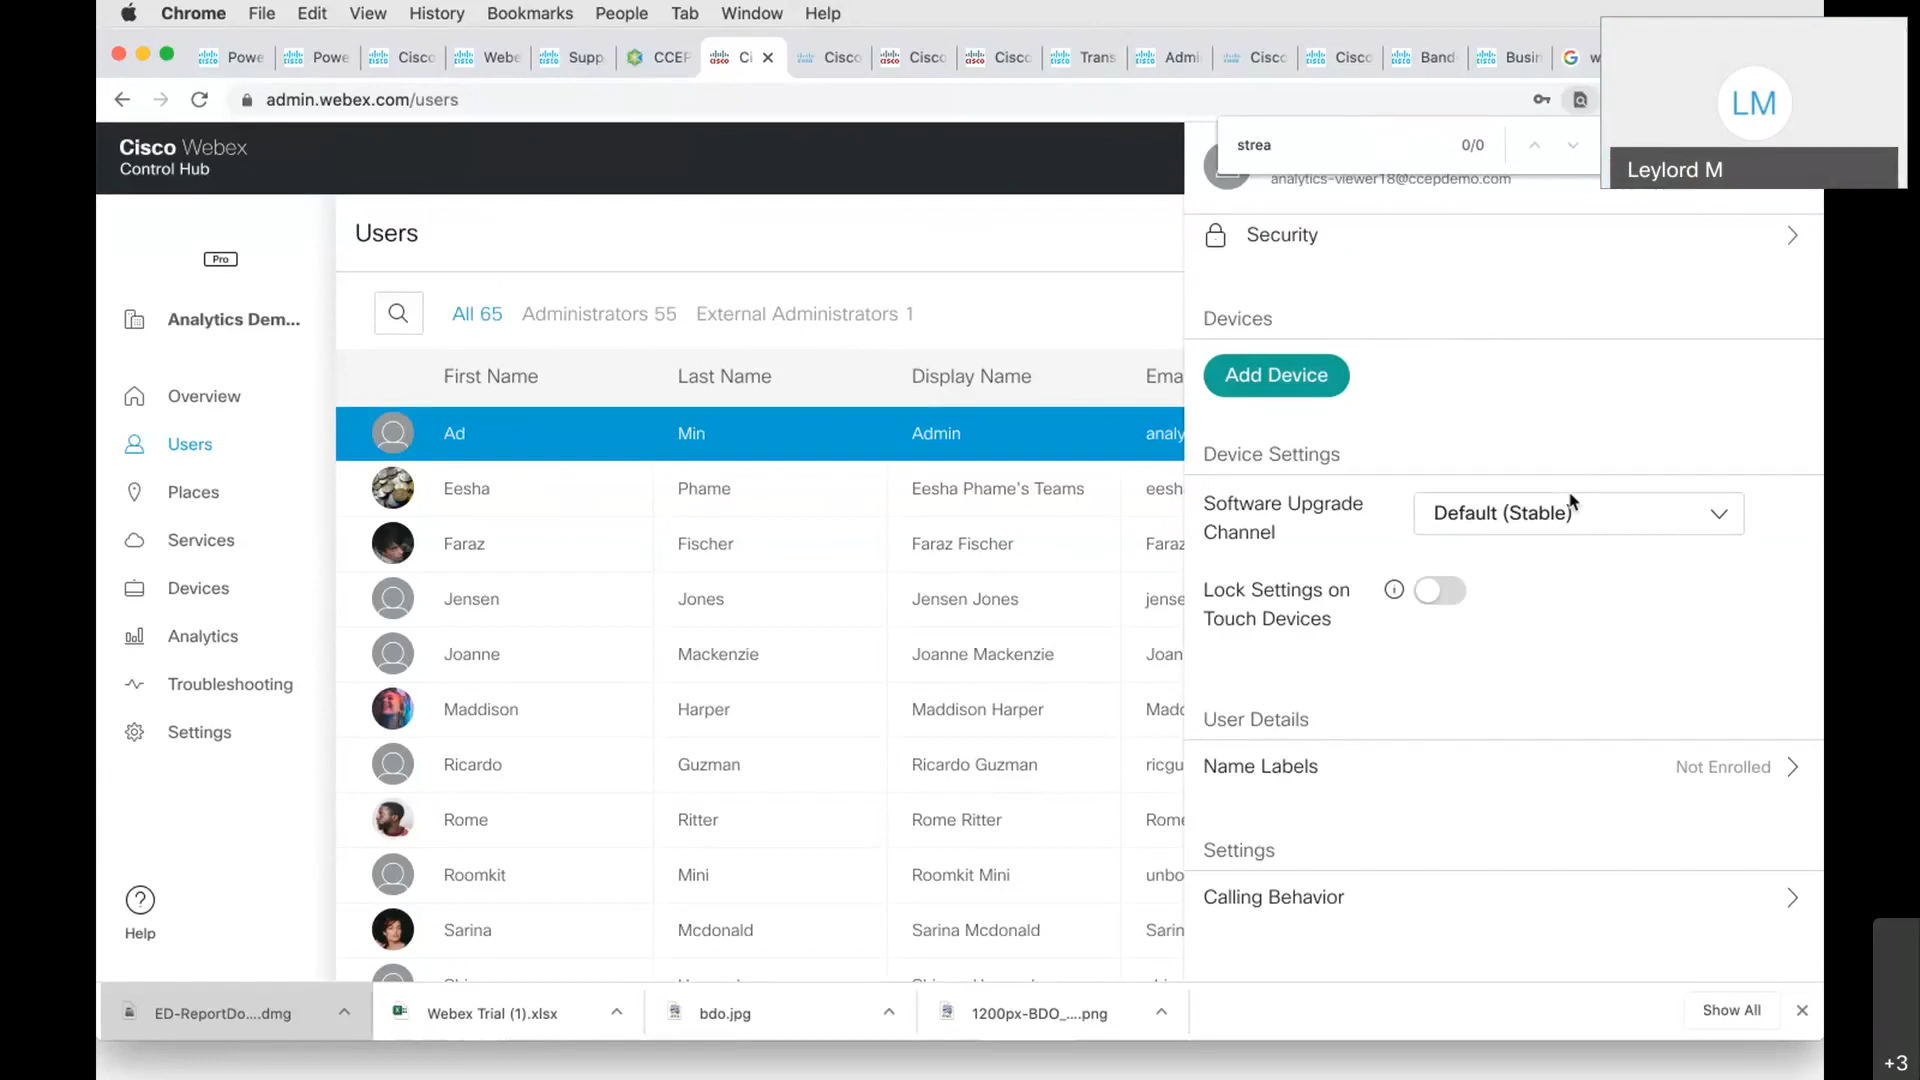 Chrome File Edit View History Bookmarks People Tab Window Help
Powe Powe Cisco Webe Supp CCEP Ci Cisco Cisco Cisco Trans Admi Cisco Cisco Band Busin w
admin.webex.com/users
strea 0/0
LM
Leylord M
Cisco Webex
Control Hub
analytics-viewer18@ccepdemo.com
Pro
Analytics Dem...
Overview
Users
Places
Services
Devices
Analytics
Troubleshooting
Settings
Help
Users
All 65 Administrators 55 External Administrators 1
First Name Last Name Display Name Ema
Ad Min Admin analy
Eesha Phame Eesha Phame's Teams eesh
Faraz Fischer Faraz Fischer Faraz
Jensen Jones Jensen Jones jense
Joanne Mackenzie Joanne Mackenzie Joan
Maddison Harper Maddison Harper Madd
Ricardo Guzman Ricardo Guzman ricgu
Rome Ritter Rome Ritter Rome
Roomkit Mini Roomkit Mini unbo
Sarina Mcdonald Sarina Mcdonald Sarin
Security
Devices
Add Device
Device Settings
Software Upgrade
Channel
Default (Stable)
Lock Settings on
Touch Devices
User Details
Name Labels Not Enrolled
Settings
Calling Behavior
ED-ReportDo....dmg Webex Trial (1).xlsx bdo.jpg 1200px-BDO_....png Show All
+3